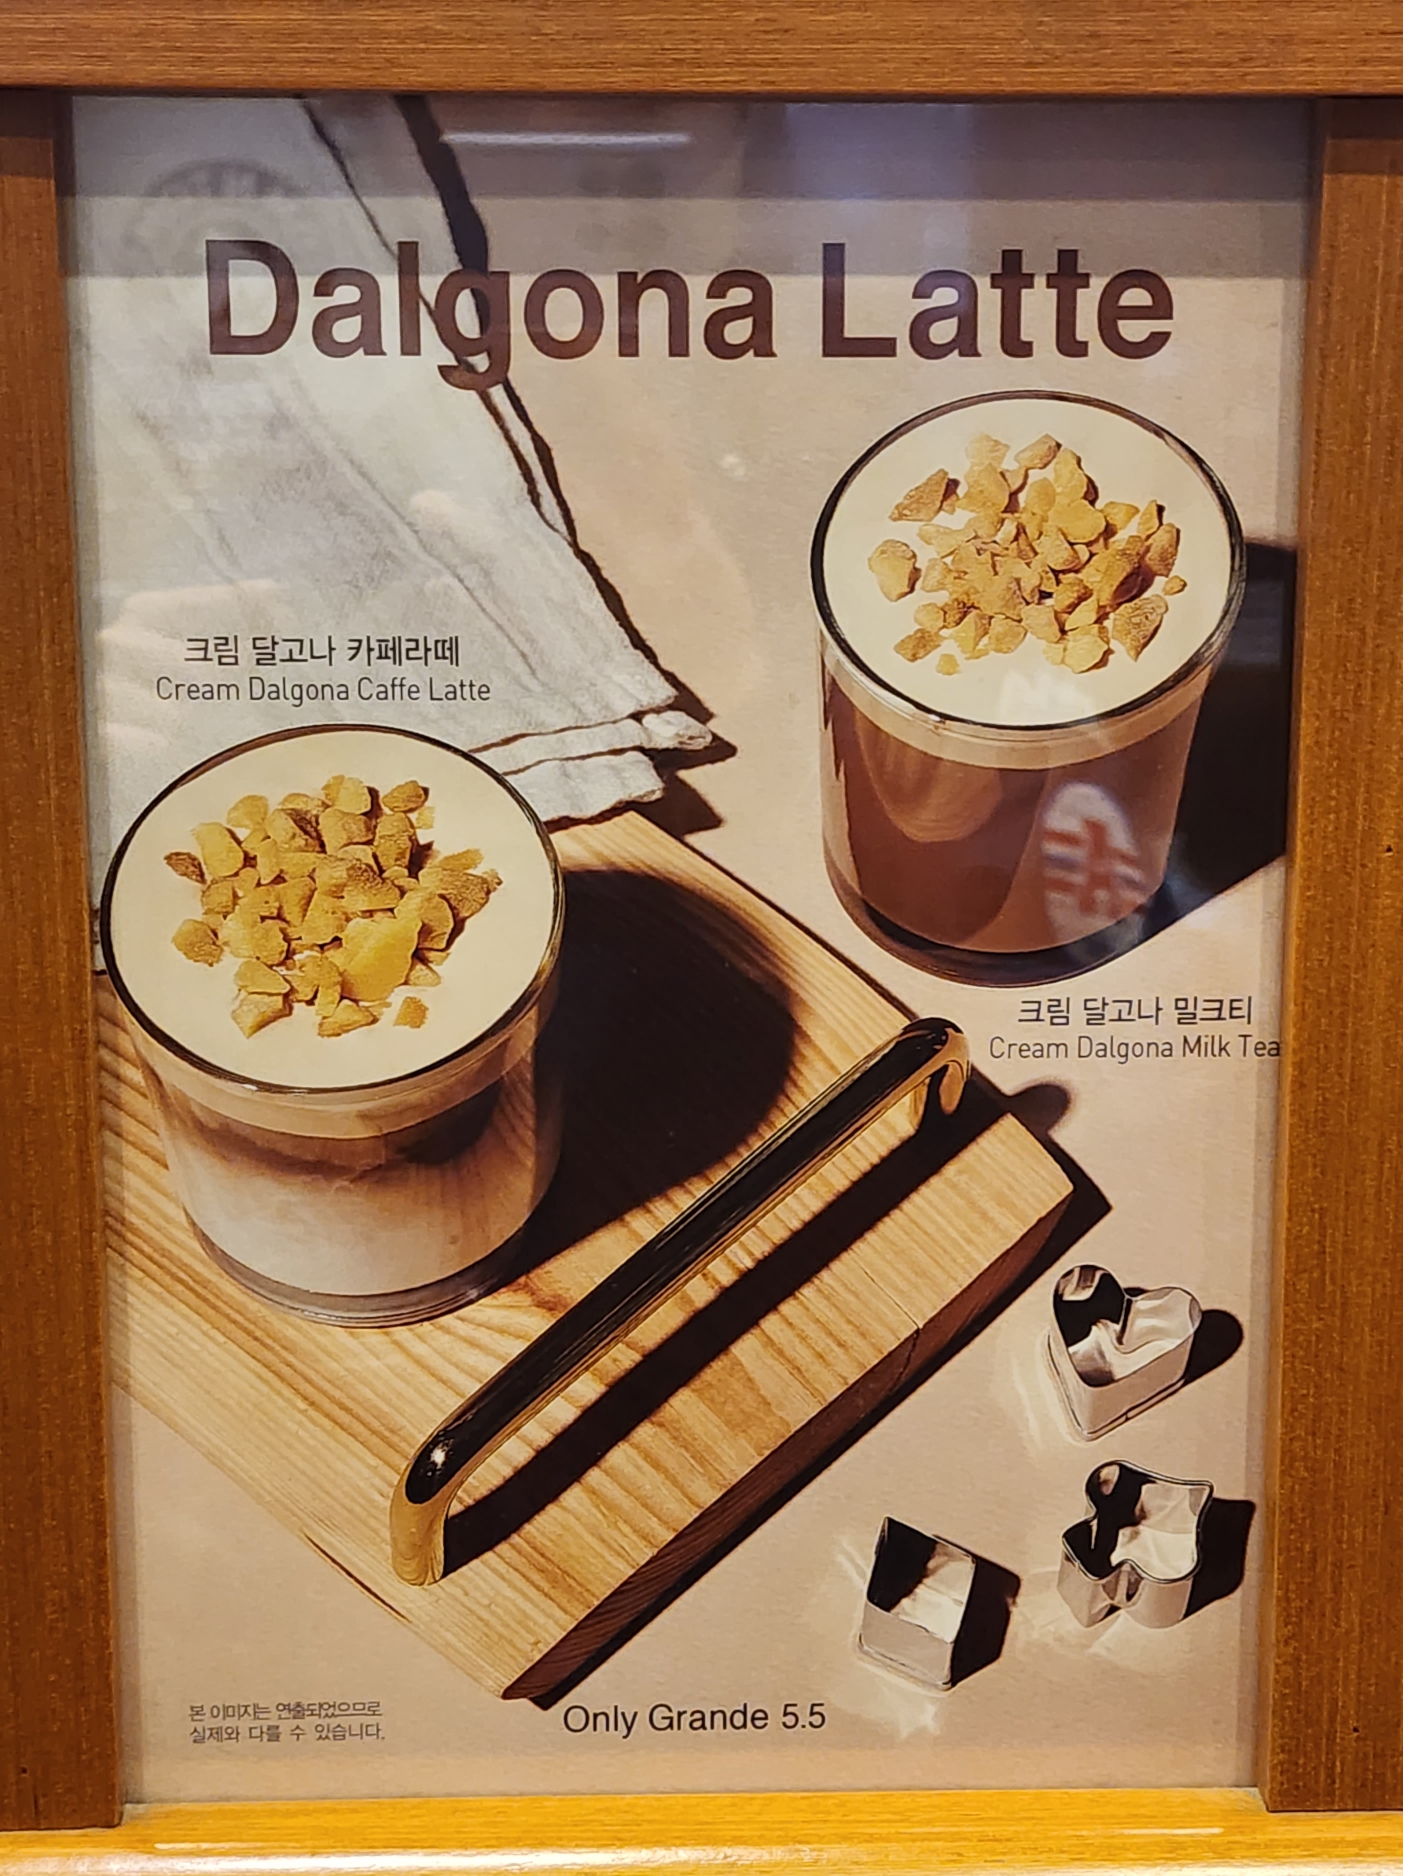 Dalgona Latte
크림 달고나 카페라떼
Cream Dalgona Caffe Latte
크림 달고나 밀크티
Cream Dalgona Milk Tea
본 이미지는 연출되었으므로
실제와 다를 수 있습니다.
Only Grande 5.5